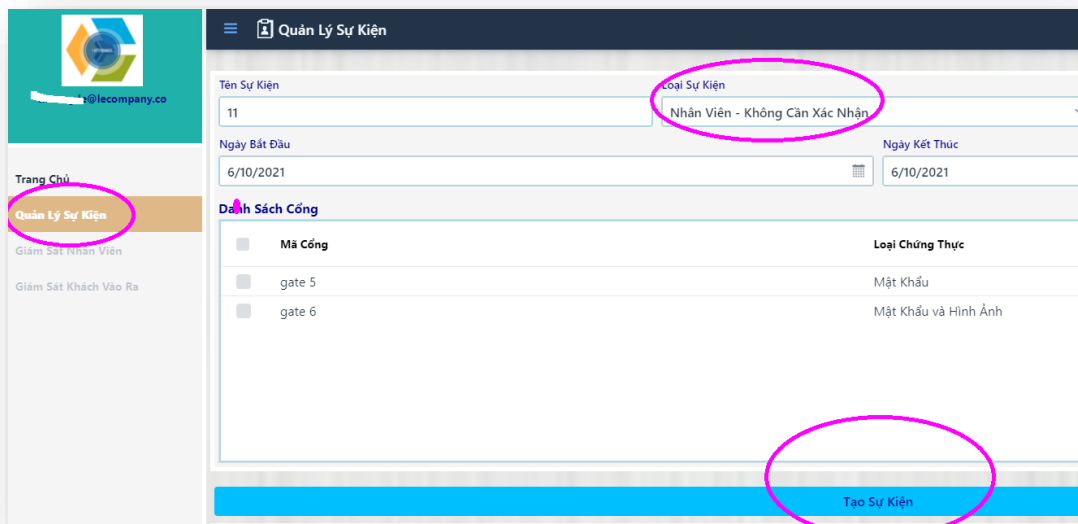 Quản Lý Sự Kiện
@lecompany.co
Trang Chủ
Quản Lý Sự Kiện
Giám Sát Nhân Viên
Giám Sát Khách Vào Ra
Tên Sự Kiện
Loại Sự Kiện
11
Nhân Viên - Không Cần Xác Nhận
Ngày Bắt Đầu
Ngày Kết Thúc
6/10/2021
6/10/2021
Danh Sách Cổng
Mã Cổng
Loại Chứng Thực
gate 5
Mật Khẩu
gate 6
Mật Khẩu và Hình Ảnh
Tạo Sự Kiện